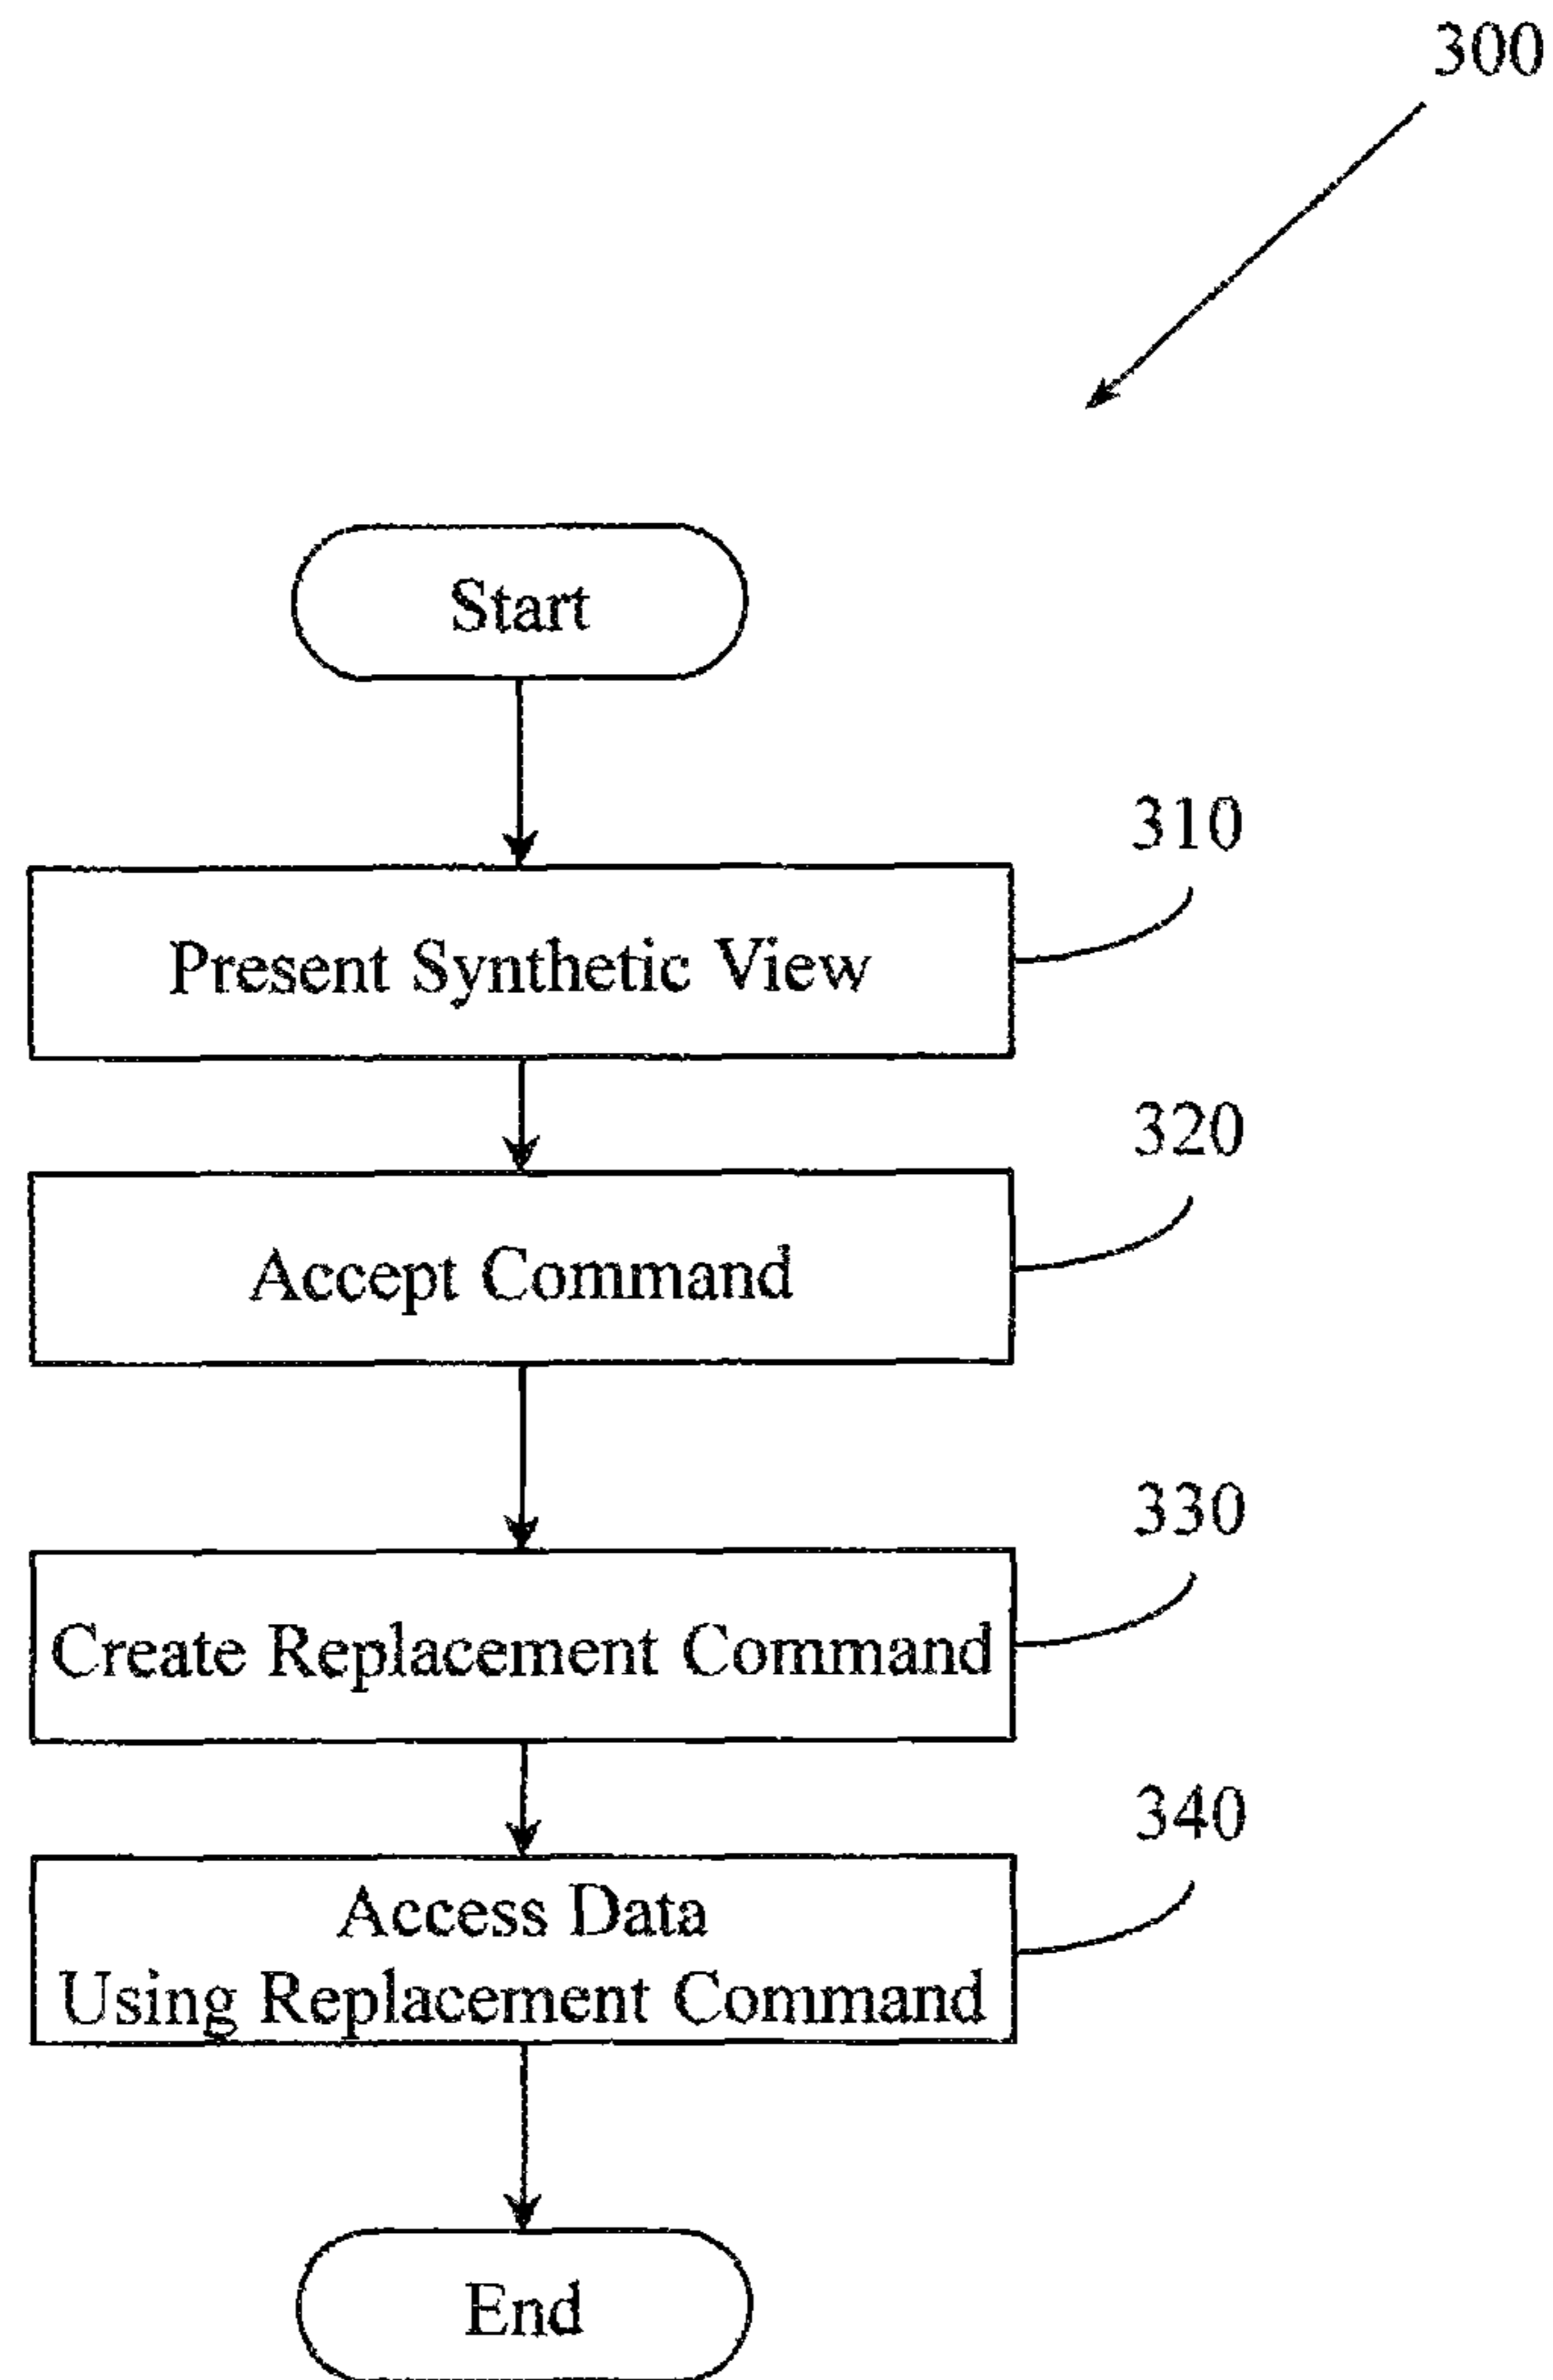 300
Start
310
Present Synthetic View
320
Accept Command
330
Create Replacement Command
340
Access Data
Using Replacement Command
End